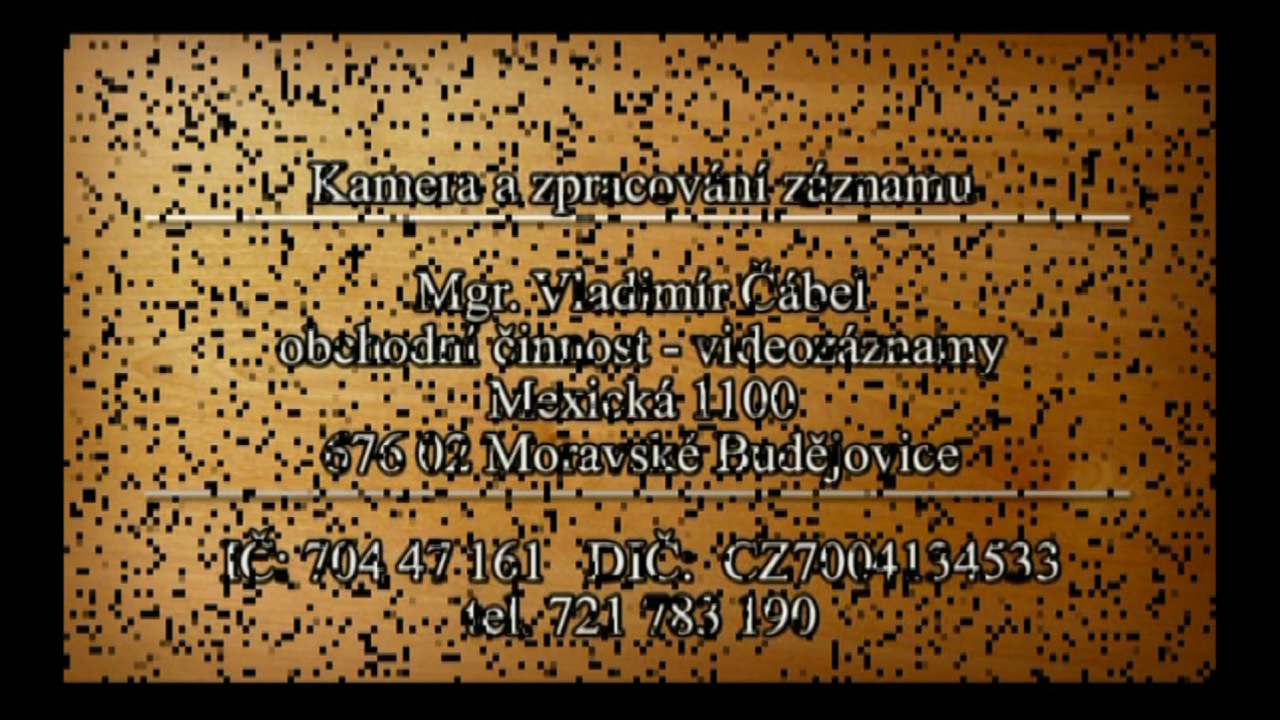 Kamera a zpracování záznamu
Mgr. Vladimír Čábel
obchodní činnost - videozáznamy
Mexická 1100
676 02 Moravské Budějovice
IČ: 704 47 161 DIČ: CZ7004134533
tel. 721 783 190